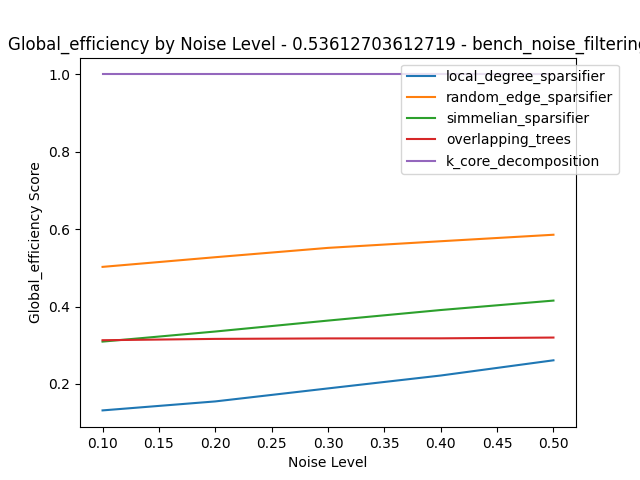 Global_efficiency by Noise Level - 0.53612703612719 - bench_noise_filtering
local_degree_sparsifier
random_edge_sparsifier
simmelian_sparsifier
overlapping_trees
k_core_decomposition
Global_efficiency Score
1.0
0.8
0.6
0.4
0.2
0.10 0.15 0.20 0.25 0.30 0.35 0.40 0.45 0.50
Noise Level